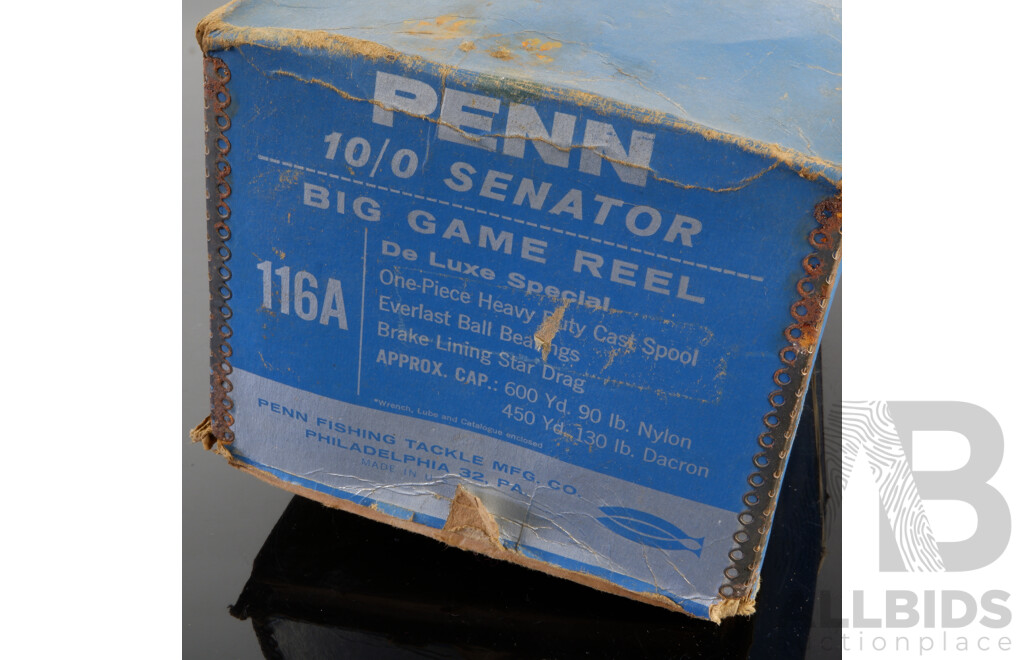 PENN
10/0 SENATOR
BIG GAME REEL
116A
De Luxe Special
One-Piece Heavy Duty Cast Spool
Everlast Ball Bearings
Brake Lining Star Drag
APPROX. CAP.: 600 Yd. 90 lb. Nylon
450 Yd. 130 lb. Dacron
*Wrench, Lube and Catalogue enclosed
PENN FISHING TACKLE MFG. CO.
PHILADELPHIA 32, PA.
MADE IN U
AB
ALLBIDS
auctionplace